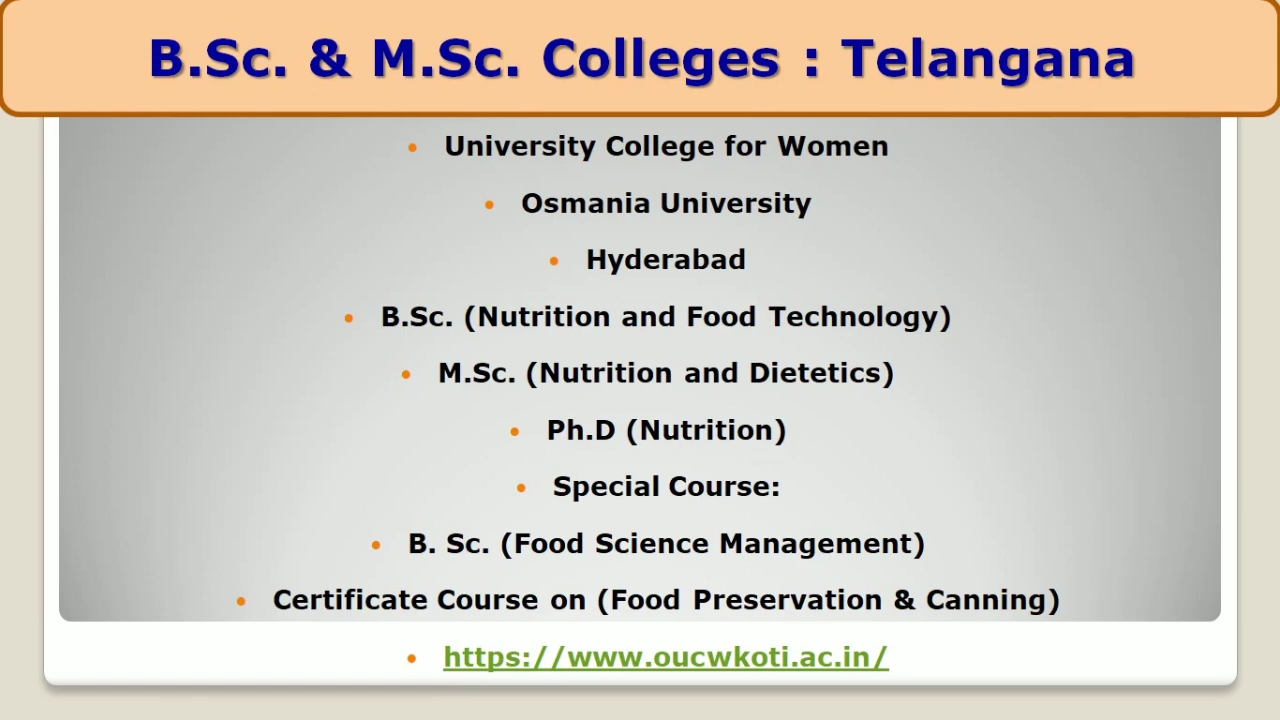 B.Sc. & M.Sc. Colleges : Telangana
• University College for Women
• Osmania University
• Hyderabad
• B.Sc. (Nutrition and Food Technology)
• M.Sc. (Nutrition and Dietetics)
• Ph.D (Nutrition)
• Special Course:
• B. Sc. (Food Science Management)
• Certificate Course on (Food Preservation & Canning)
• https://www.oucwkoti.ac.in/